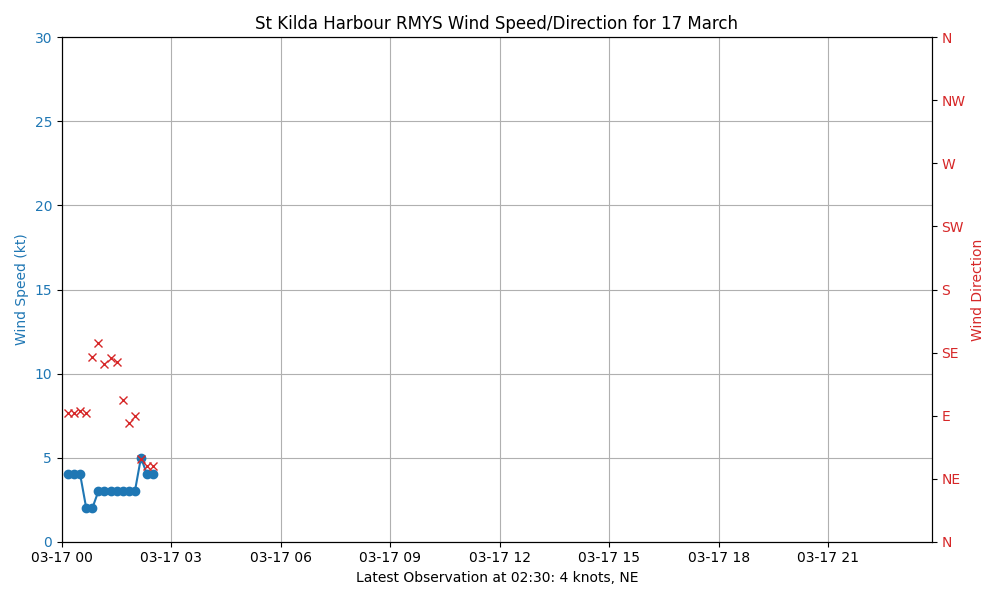 St Kilda Harbour RMYS Wind Speed/Direction for 17 March
Wind Speed (kt)
30
25
20
15
10
5
0
N
NW
W
SW
S
SE
E
NE
N
Wind Direction
03-17 00 03-17 03 03-17 06 03-17 09 03-17 12 03-17 15 03-17 18 03-17 21
Latest Observation at 02:30: 4 knots, NE